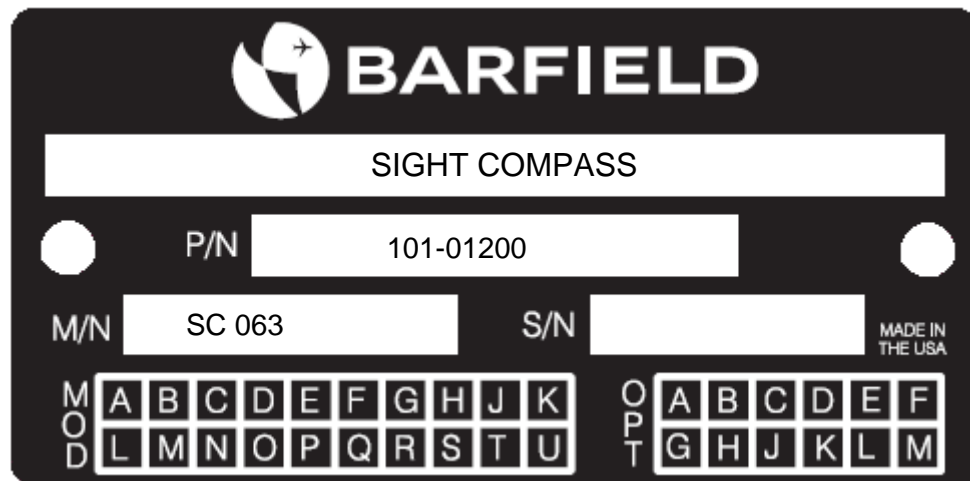 BARFIELD
SIGHT COMPASS
P/N 101-01200
M/N SC 063 S/N MADE IN THE USA
MOD A B C D E F G H J K
L M N O P Q R S T U
OPT A B C D E F
G H J K L M